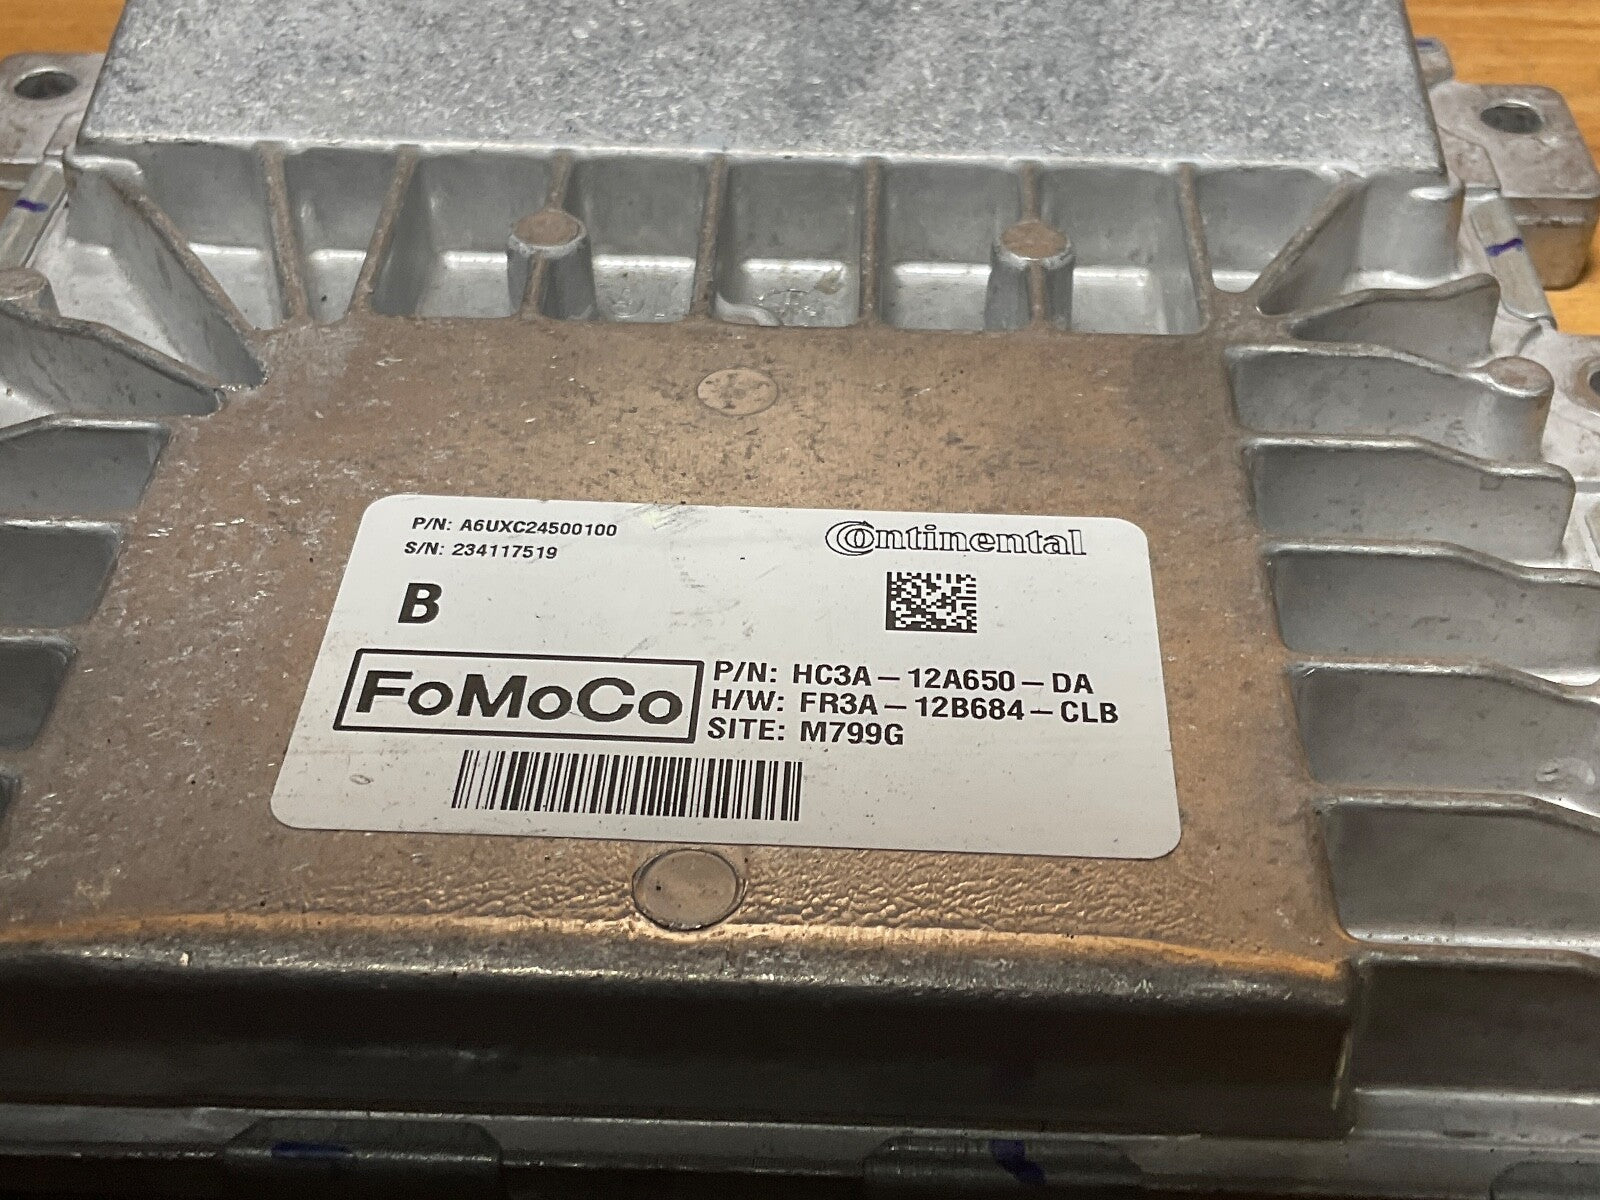 P/N: A6UXC24500100
S/N: 234117519
Continental
B
FoMoCo
P/N: HC3A-12A650-DA
H/W: FR3A-12B684-CLB
SITE: M799G